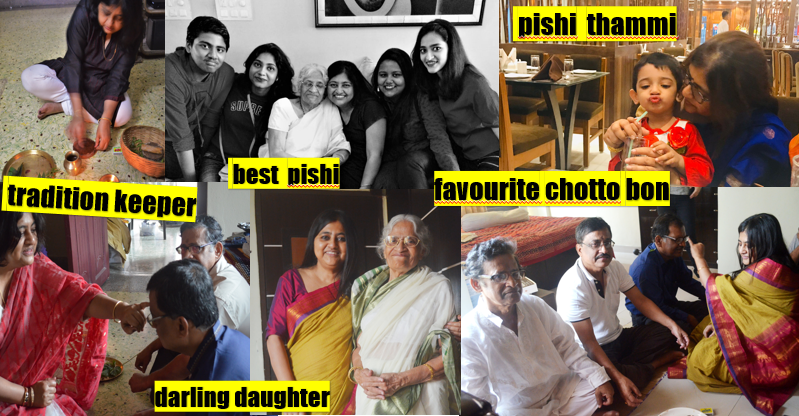 pishi thammi
best pishi
favourite chotto bon
tradition keeper
darling daughter